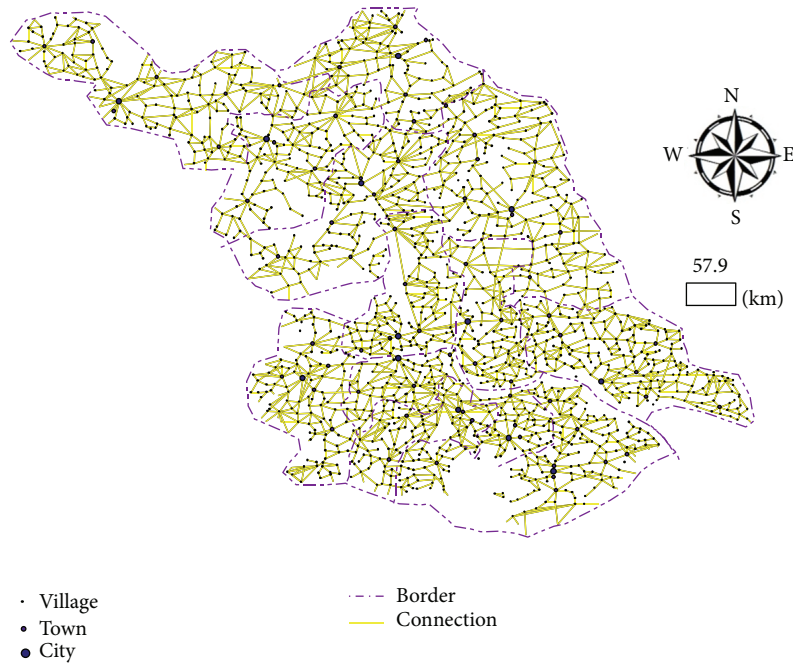 N
W E
S
57.9
(km)
Village
Town
City
Border
Connection